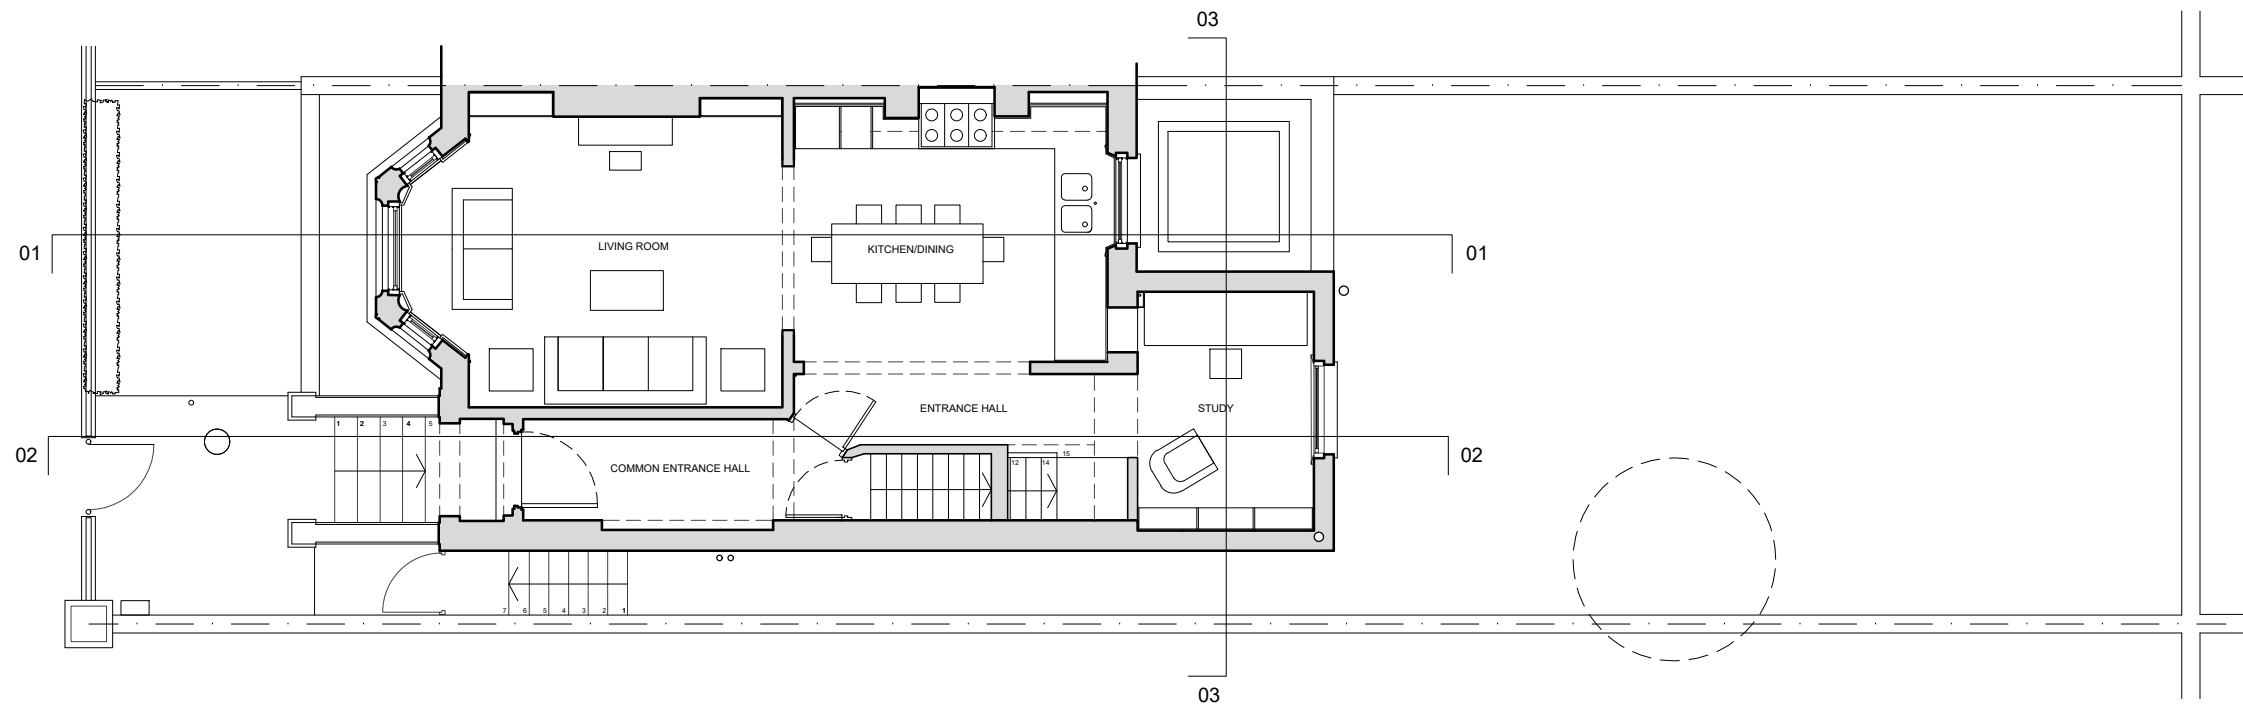 03
01
LIVING ROOM
KITCHEN/DINING
01
ENTRANCE HALL
STUDY
1 2 3 4 5
02
COMMON ENTRANCE HALL
12 14 15
02
7 6 5 4 3 2 1
03